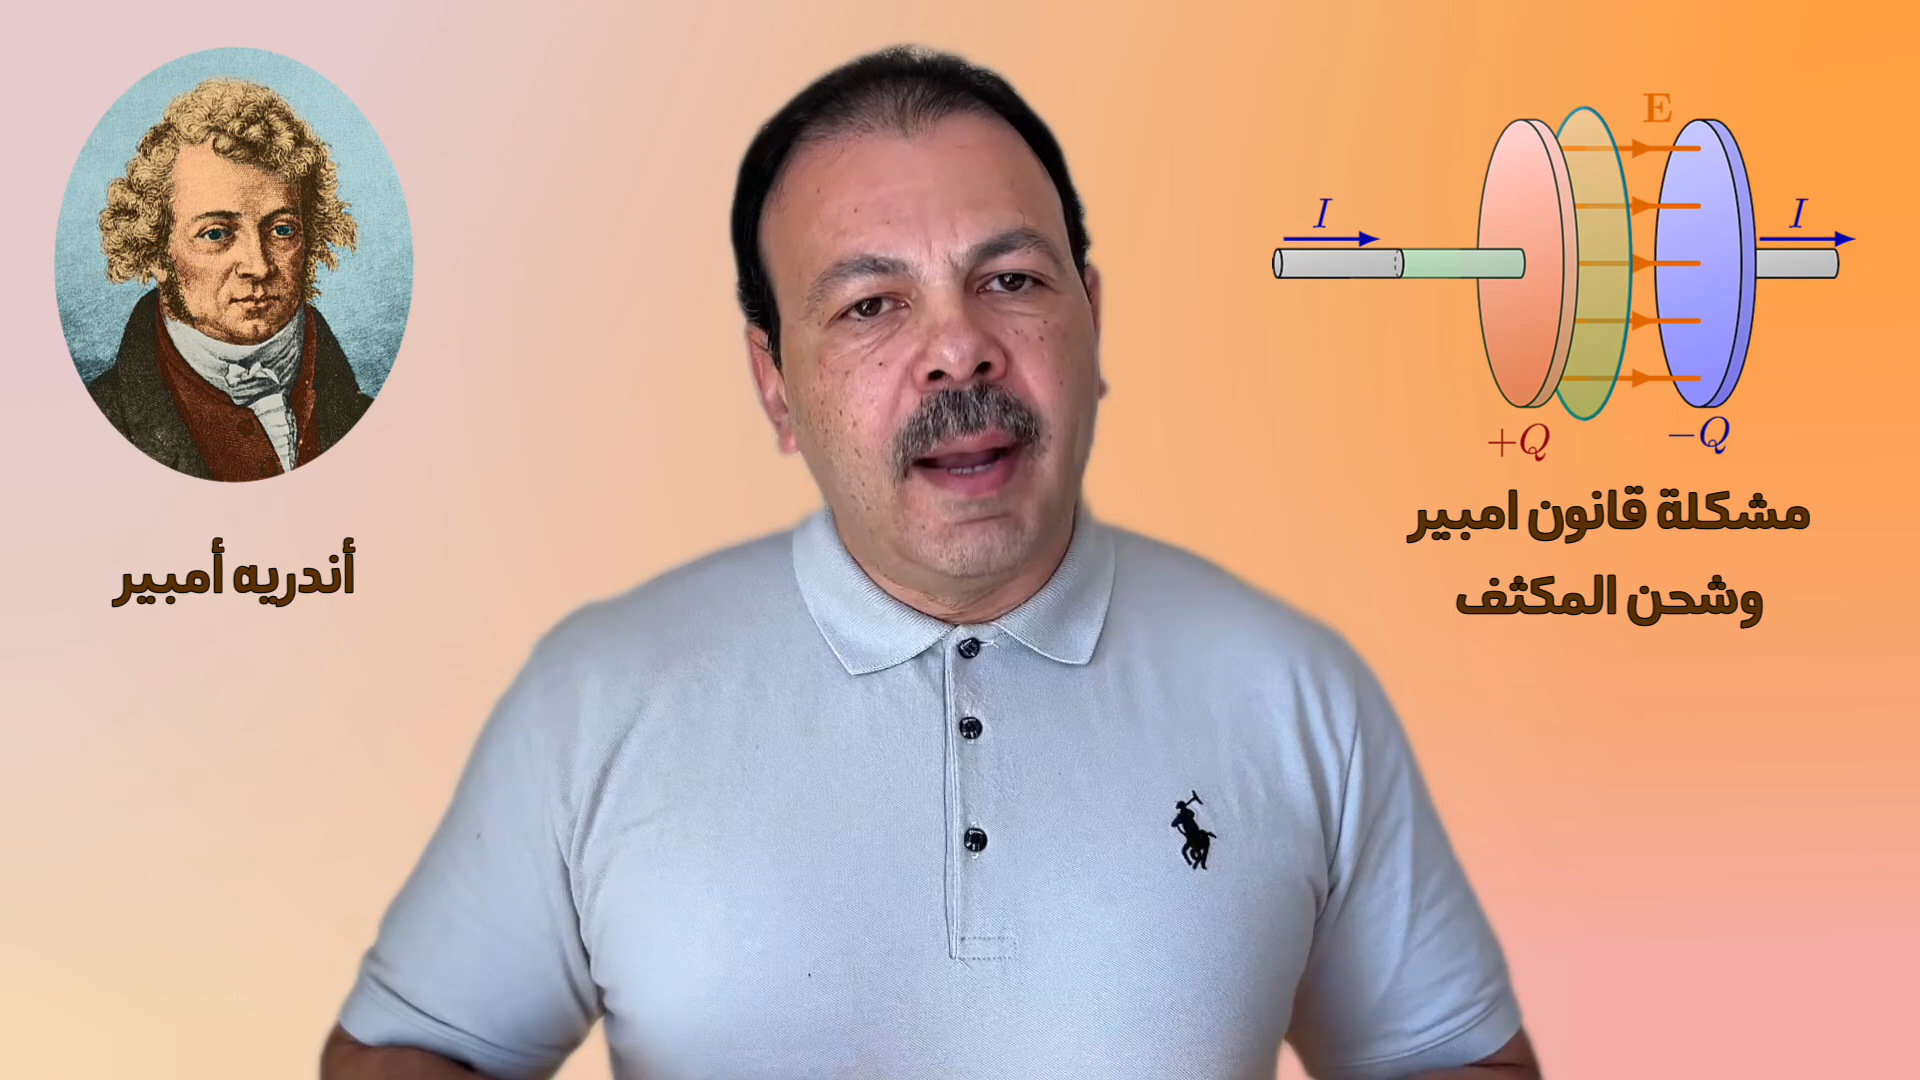 E
I
I
+Q
−Q
مشكلة قانون امبير
وشحن المكثف
أندريه أمبير